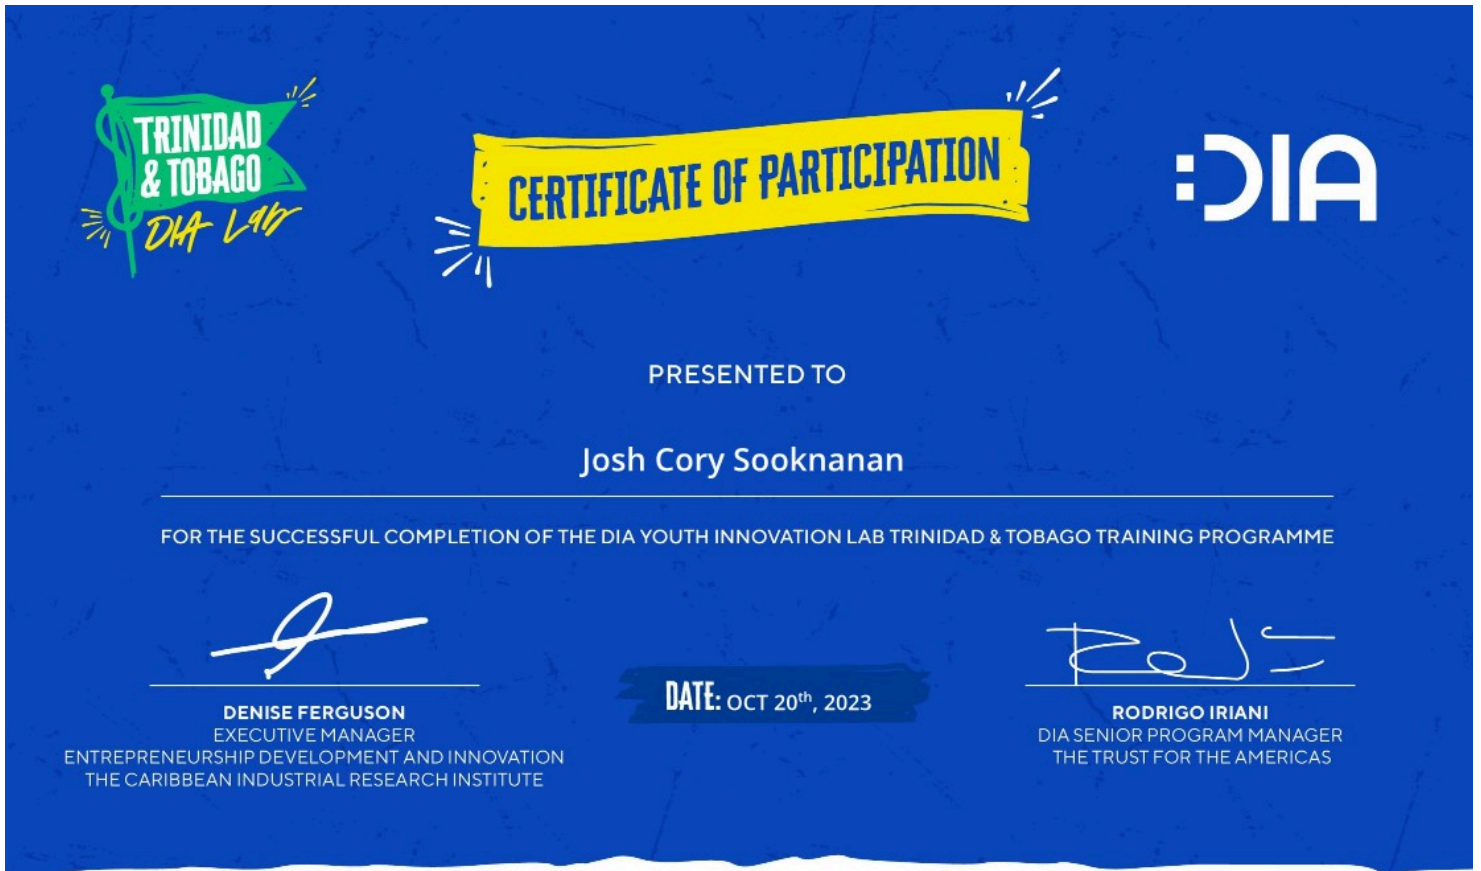 TRINIDAD
& TOBAGO
DIA Lab
CERTIFICATE OF PARTICIPATION
:DIA
PRESENTED TO
Josh Cory Sooknanan
FOR THE SUCCESSFUL COMPLETION OF THE DIA YOUTH INNOVATION LAB TRINIDAD & TOBAGO TRAINING PROGRAMME
DENISE FERGUSON
EXECUTIVE MANAGER
ENTREPRENEURSHIP DEVELOPMENT AND INNOVATION
THE CARIBBEAN INDUSTRIAL RESEARCH INSTITUTE
DATE: OCT 20th, 2023
RODRIGO IRIANI
DIA SENIOR PROGRAM MANAGER
THE TRUST FOR THE AMERICAS